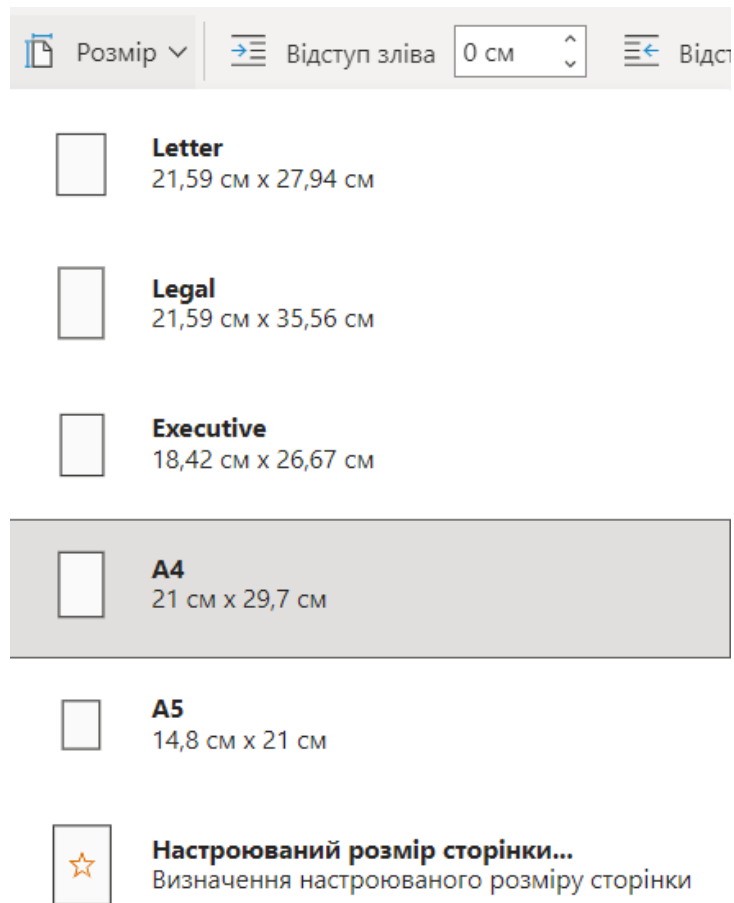 Розмір Відступ зліва 0 см
Letter
21,59 см x 27,94 см
Legal
21,59 см x 35,56 см
Executive
18,42 см x 26,67 см
A4
21 см x 29,7 см
A5
14,8 см x 21 см
Настроюваний розмір сторінки...
Визначення настроюваного розміру сторінки